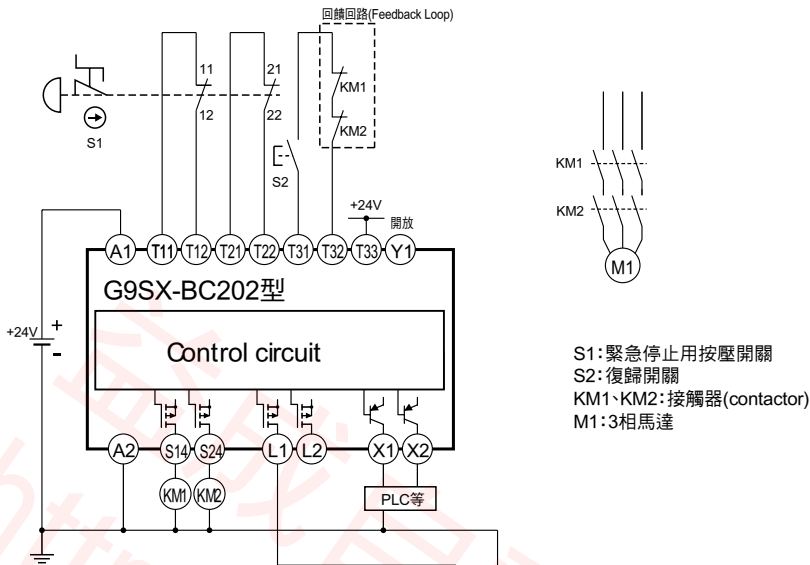 回饋回路(Feedback Loop)
11
21
KM1
12
22
KM2
S1
S2
+24V
開放
A1
T11
T12
T21
T22
T31
T32
T33
Y1
G9SX-BC202型
+24V
+
-
Control circuit
A2
S14
S24
L1
L2
X1
X2
KM1
KM2
PLC等
KM1
KM2
M1
S1:緊急停止用按壓開關
S2:復歸開關
KM1、KM2:接觸器(contactor)
M1:3相馬達